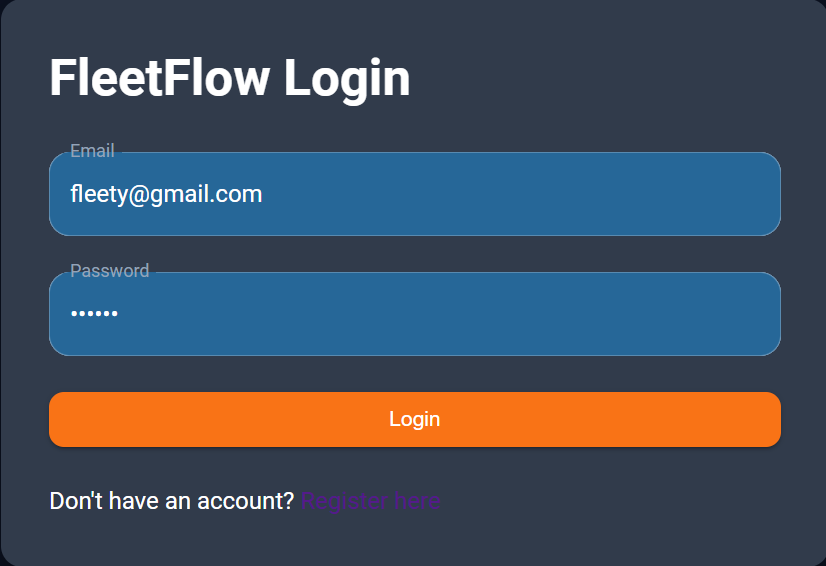 FleetFlow Login
Email
fleety@gmail.com
Password
••••••
Login
Don't have an account? Register here